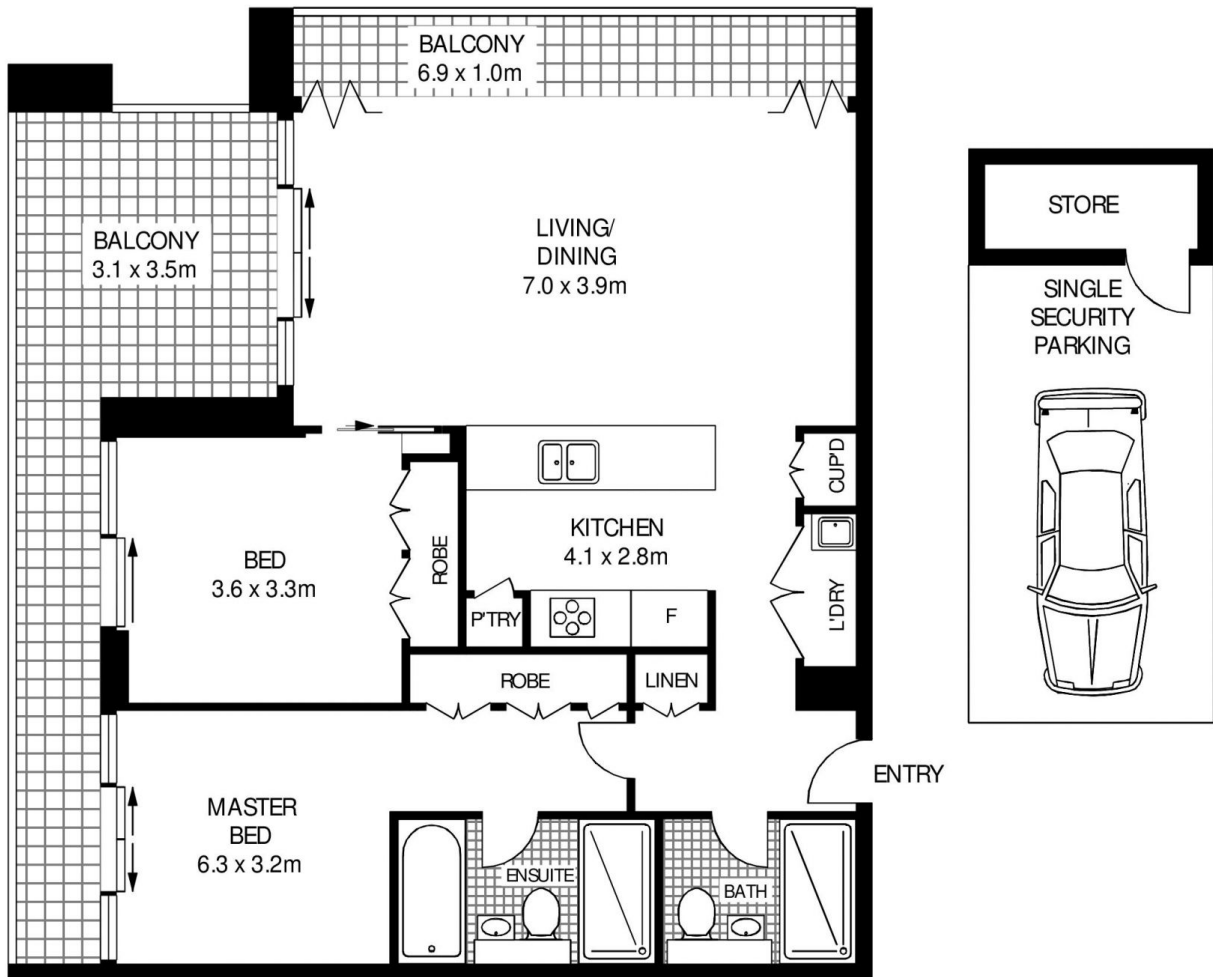 BALCONY
6.9 x 1.0m
BALCONY
3.1 x 3.5m
LIVING/
DINING
7.0 x 3.9m
STORE
SINGLE
SECURITY
PARKING
CUP'D
KITCHEN
4.1 x 2.8m
BED
3.6 x 3.3m
ROBE
P'TRY
F
L'DRY
ROBE
LINEN
ENTRY
MASTER
BED
6.3 x 3.2m
ENSUITE
BATH